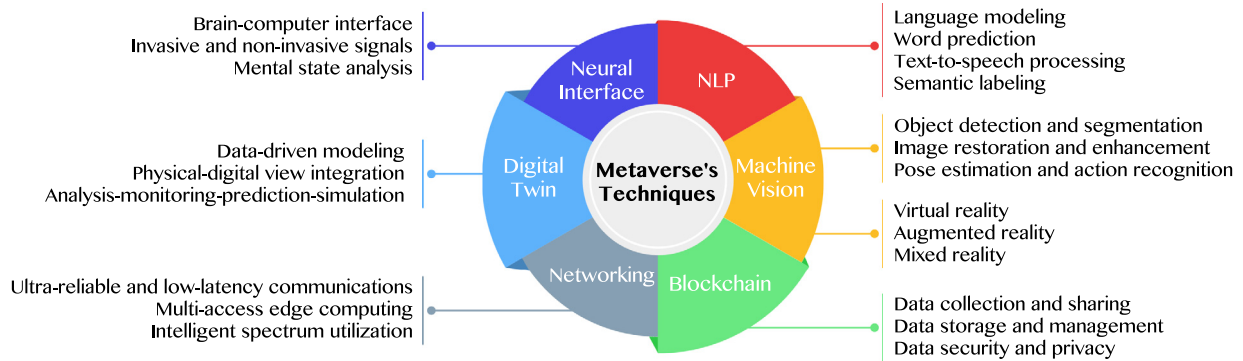 Brain-computer interface
Invasive and non-invasive signals
Mental state analysis
Data-driven modeling
Physical-digital view integration
Analysis-monitoring-prediction-simulation
Ultra-reliable and low-latency communications
Multi-access edge computing
Intelligent spectrum utilization
Neural
Interface
NLP
Digital
Twin
Metaverse's
Techniques
Machine
Vision
Networking
Blockchain
Language modeling
Word prediction
Text-to-speech processing
Semantic labeling
Object detection and segmentation
Image restoration and enhancement
Pose estimation and action recognition
Virtual reality
Augmented reality
Mixed reality
Data collection and sharing
Data storage and management
Data security and privacy